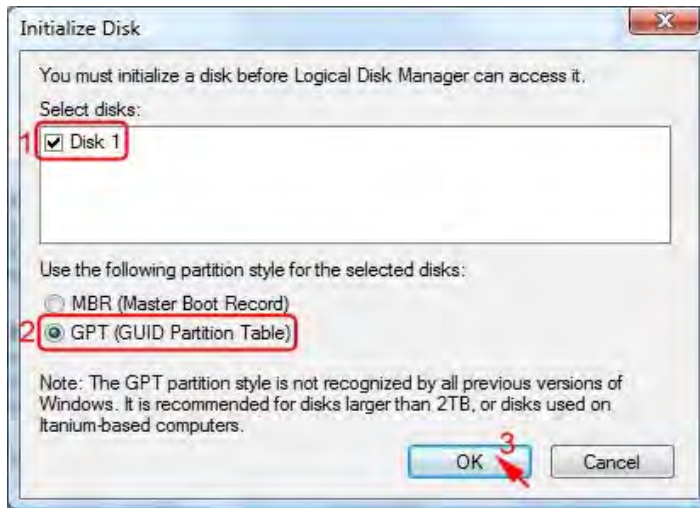 Initialize Disk
You must initialize a disk before Logical Disk Manager can access it.
Select disks:
1 Disk 1
Use the following partition style for the selected disks:
MBR (Master Boot Record)
2 GPT (GUID Partition Table)
Note: The GPT partition style is not recognized by all previous versions of
Windows. It is recommended for disks larger than 2TB, or disks used on
Itanium-based computers.
3
OK Cancel